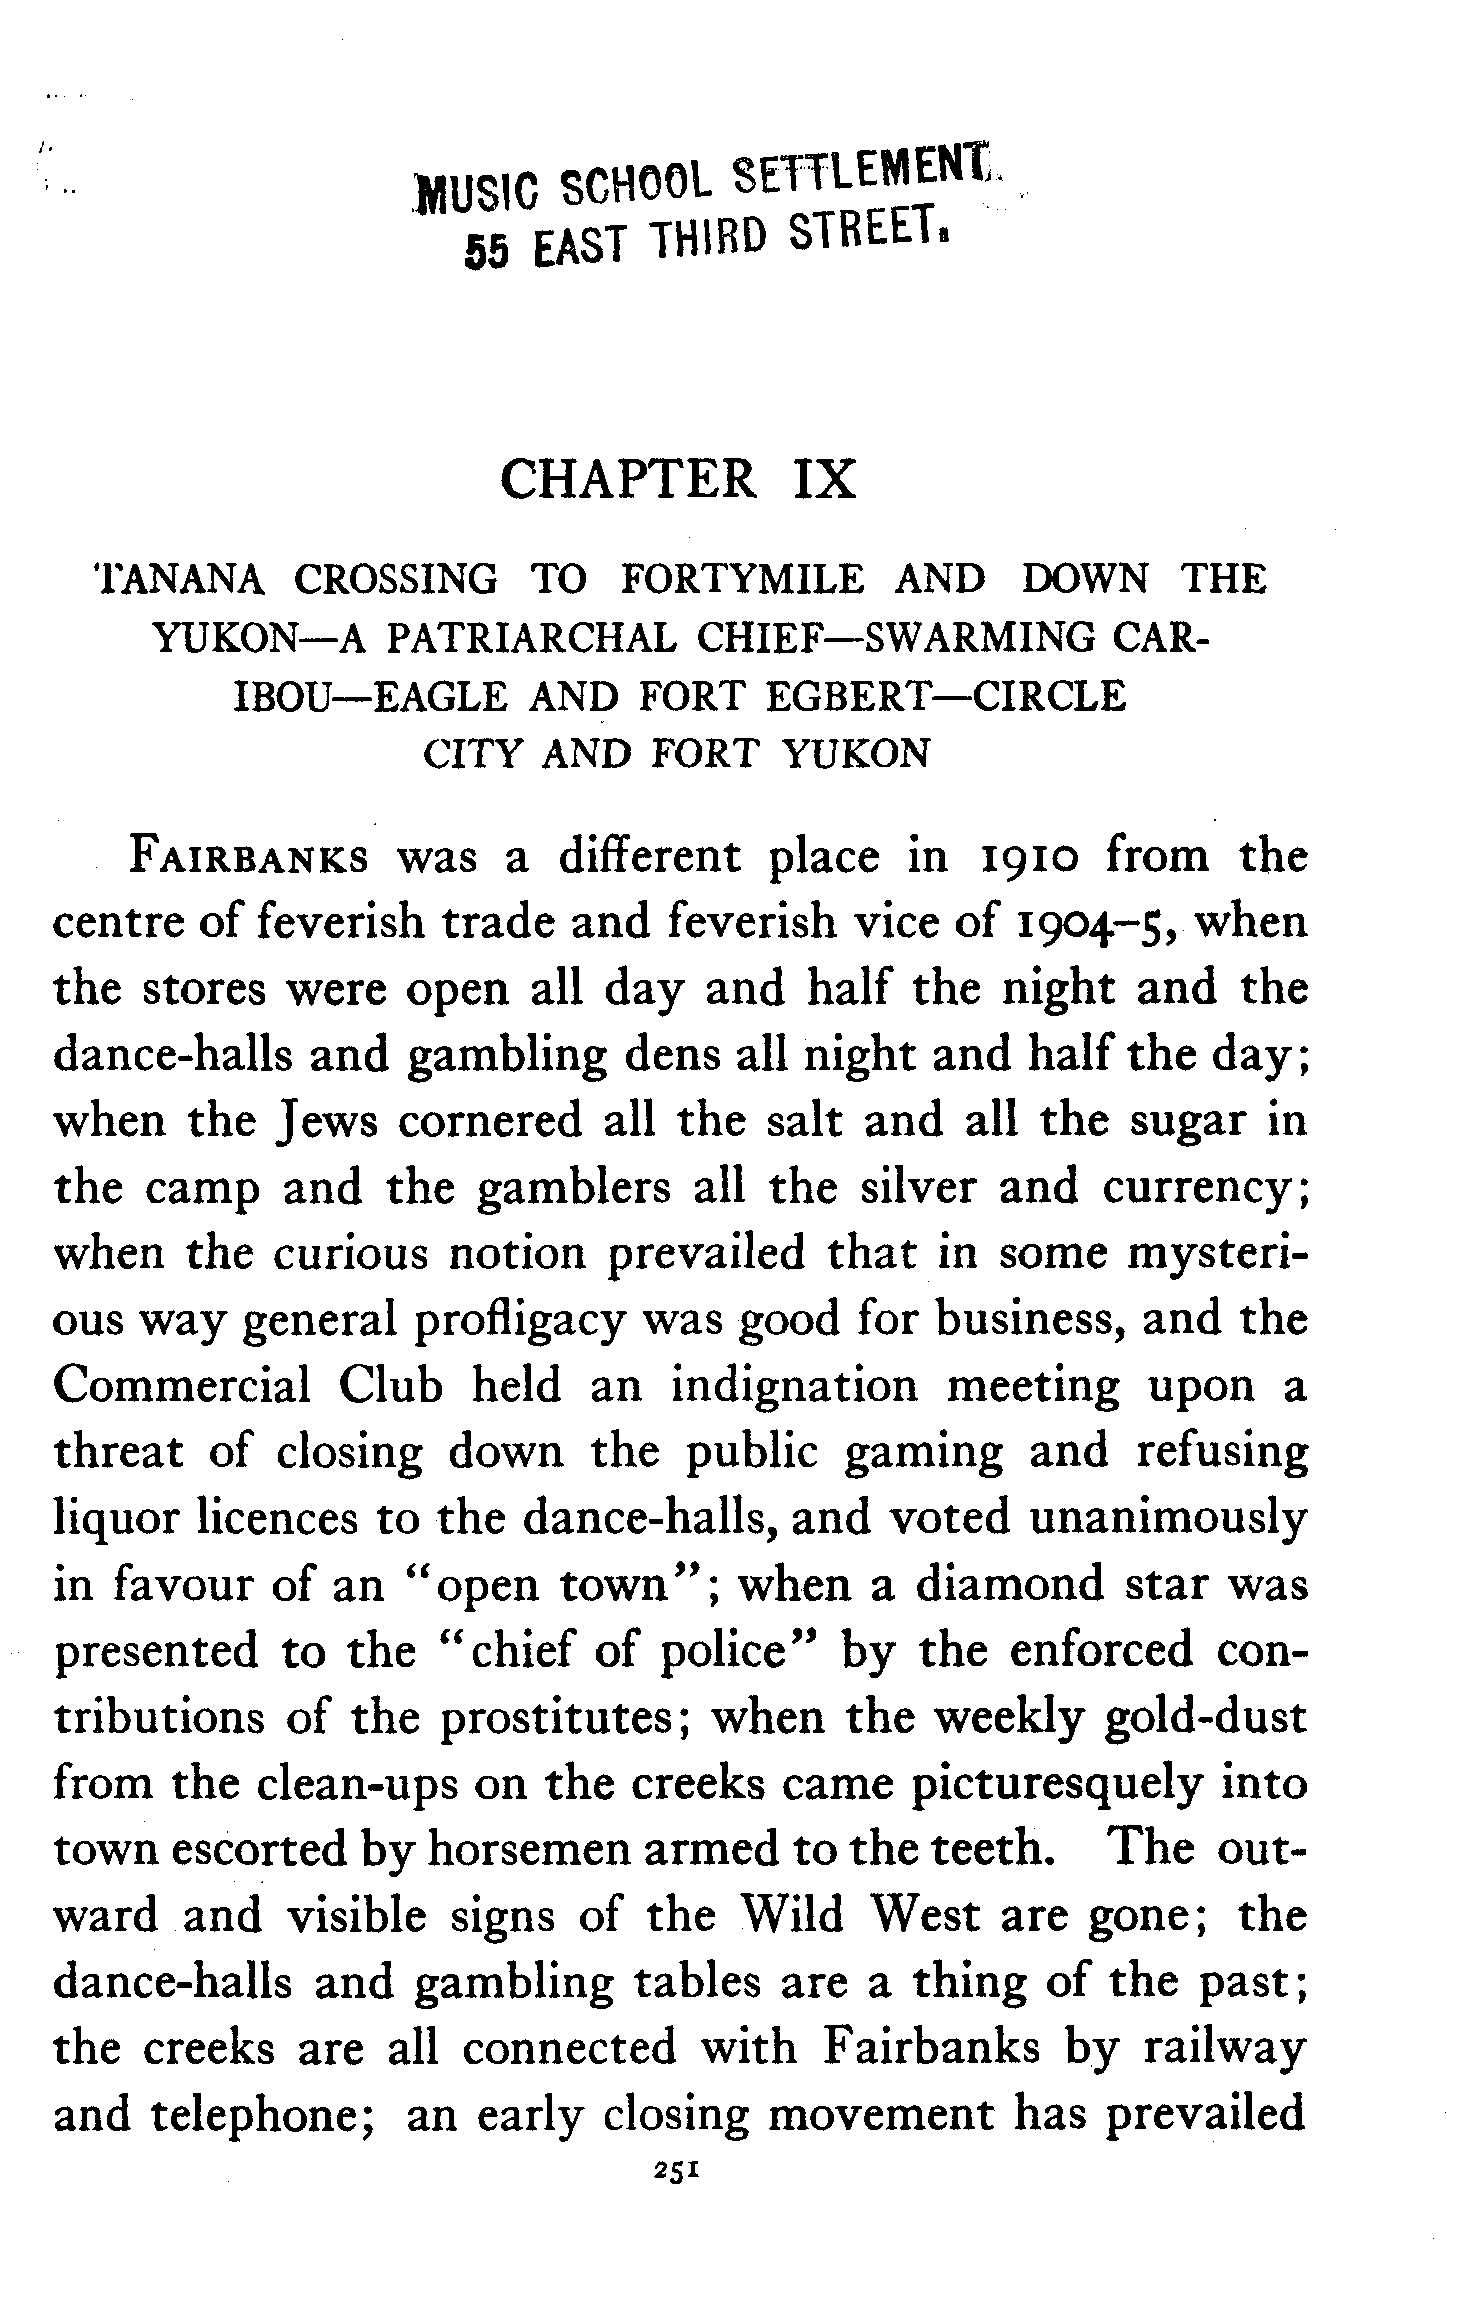 MUSIC SCHOOL SETTLEMENT.
55 EAST THIRD STREET.
CHAPTER IX
TANANA CROSSING TO FORTYMILE AND DOWN THE
YUKON—A PATRIARCHAL CHIEF—SWARMING CAR-
IBOU—EAGLE AND FORT EGBERT—CIRCLE
CITY AND FORT YUKON
FAIRBANKS was a different place in 1910 from the
centre of feverish trade and feverish vice of 1904-5, when
the stores were open all day and half the night and the
dance-halls and gambling dens all night and half the day;
when the Jews cornered all the salt and all the sugar in
the camp and the gamblers all the silver and currency;
when the curious notion prevailed that in some mysteri-
ous way general profligacy was good for business, and the
Commercial Club held an indignation meeting upon a
threat of closing down the public gaming and refusing
liquor licences to the dance-halls, and voted unanimously
in favour of an "open town"; when a diamond star was
presented to the "chief of police" by the enforced con-
tributions of the prostitutes; when the weekly gold-dust
from the clean-ups on the creeks came picturesquely into
town escorted by horsemen armed to the teeth. The out-
ward and visible signs of the Wild West are gone; the
dance-halls and gambling tables are a thing of the past;
the creeks are all connected with Fairbanks by railway
and telephone; an early closing movement has prevailed
251